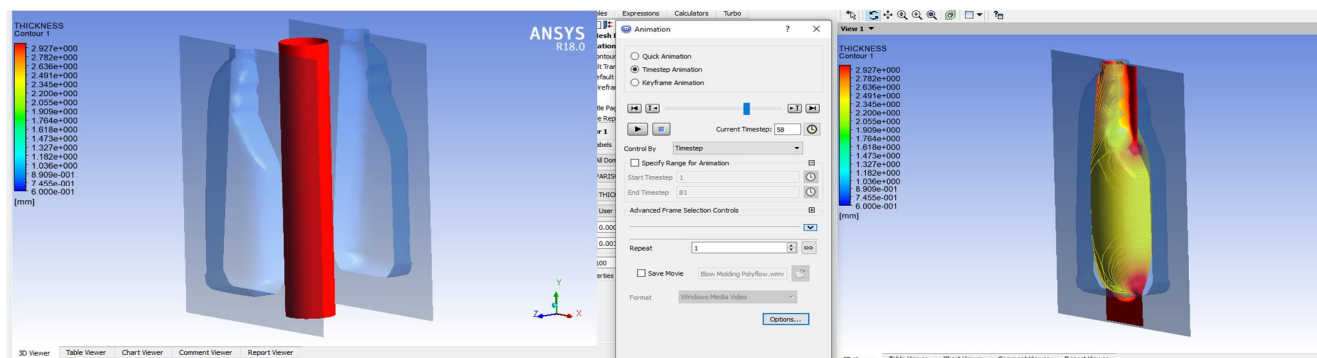 THICKNESS
Contour 1
2.927e+000
2.782e+000
2.636e+000
2.491e+000
2.345e+000
2.200e+000
2.055e+000
1.909e+000
1.764e+000
1.618e+000
1.473e+000
1.327e+000
1.182e+000
1.036e+000
8.909e-001
7.455e-001
6.000e-001
[mm]
ANSYS
R18.0
Y
Z
X
3D Viewer
Table Viewer
Chart Viewer
Comment Viewer
Report Viewer
Expressions
Calculators
Turbo
Animation
?
X
Quick Animation
Timestep Animation
Keyframe Animation
Current Timestep: 58
Control By
Timestep
Specify Range for Animation
Start Timestep 1
End Timestep 81
Advanced Frame Selection Controls
Repeat
1
Save Movie
Blow Molding Polyflow.wmv
Format
Windows Media Video
Options...
View 1
THICKNESS
Contour 1
2.927e+000
2.782e+000
2.636e+000
2.491e+000
2.345e+000
2.200e+000
2.055e+000
1.909e+000
1.764e+000
1.618e+000
1.473e+000
1.327e+000
1.182e+000
1.036e+000
8.909e-001
7.455e-001
6.000e-001
[mm]